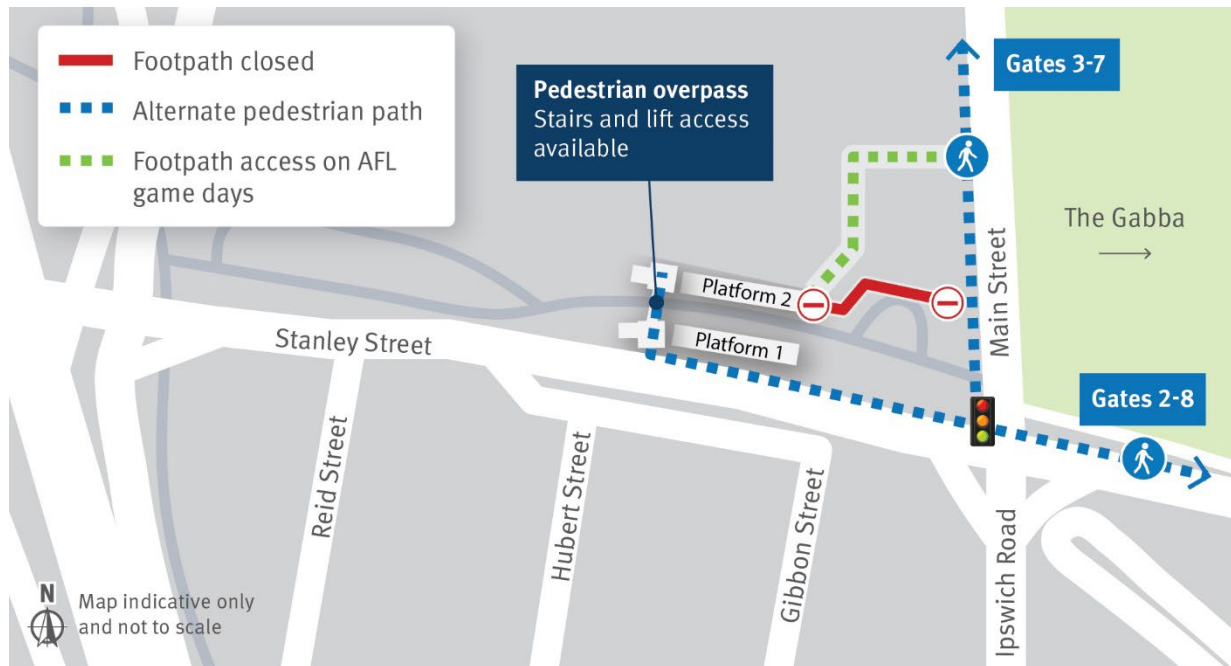 Footpath closed
Alternate pedestrian path
Footpath access on AFL
game days
Pedestrian overpass
Stairs and lift access
available
Gates 3-7
The Gabba
Platform 2
Platform 1
Main Street
Stanley Street
Gates 2-8
Reid Street
Hubert Street
Gibbon Street
Ipswich Road
N
Map indicative only
and not to scale